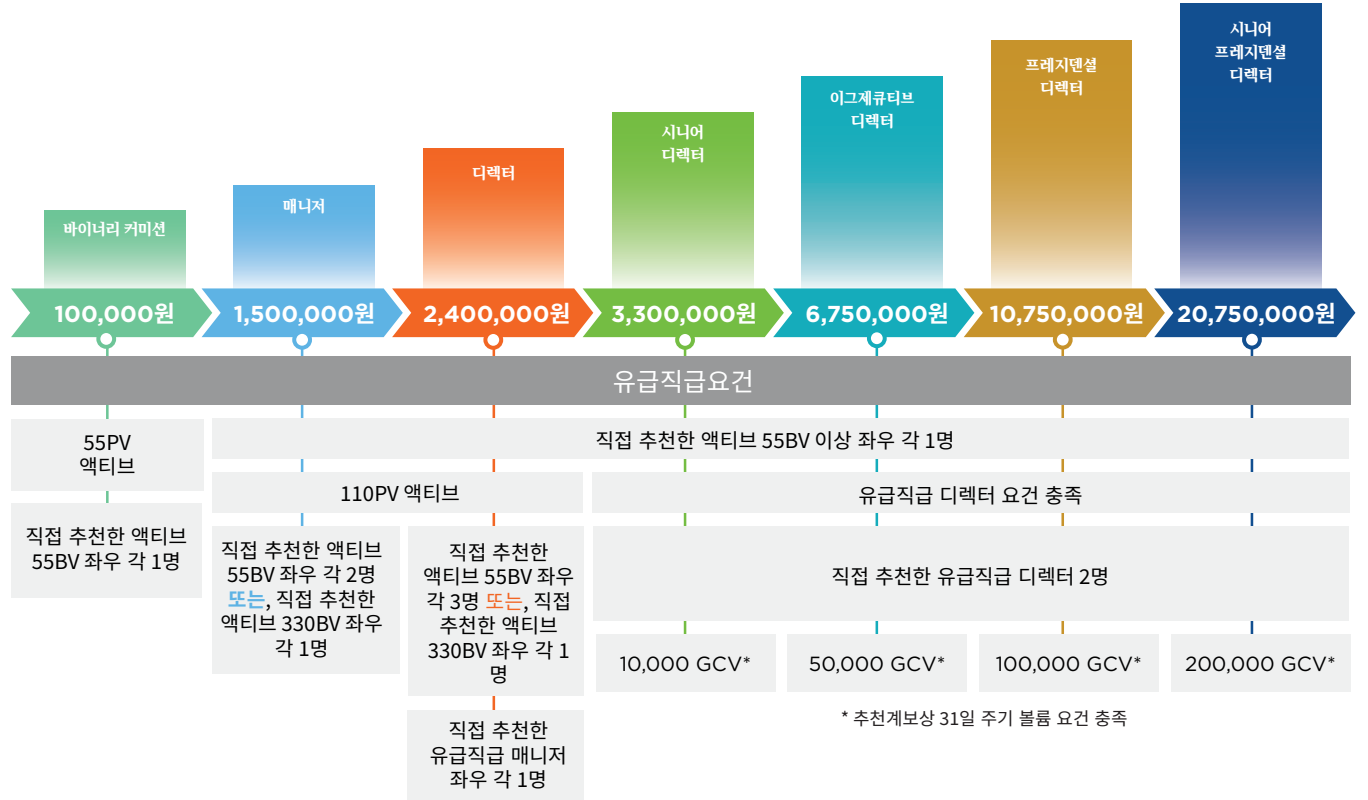 바이너리 커미션
매니저
디렉터
시니어
디렉터
이그제큐티브
디렉터
프레지덴셜
디렉터
시니어
프레지덴셜
디렉터
100,000원
1,500,000원
2,400,000원
3,300,000원
6,750,000원
10,750,000원
20,750,000원
유급직급요건
55PV
액티브
직접 추천한 액티브 55BV 이상 좌우 각 1명
110PV 액티브
유급직급 디렉터 요건 충족
직접 추천한 액티브
55BV 좌우 각 1명
직접 추천한 액티브
55BV 좌우 각 2명
또는, 직접 추천한
액티브 330BV 좌우
각 1명
직접 추천한
액티브 55BV 좌우
각 3명 또는, 직접
추천한 액티브
330BV 좌우 각 1
명
직접 추천한 유급직급 디렉터 2명
10,000 GCV*
50,000 GCV*
100,000 GCV*
200,000 GCV*
* 추천계보상 31일 주기 볼륨 요건 충족
직접 추천한
유급직급 매니저
좌우 각 1명